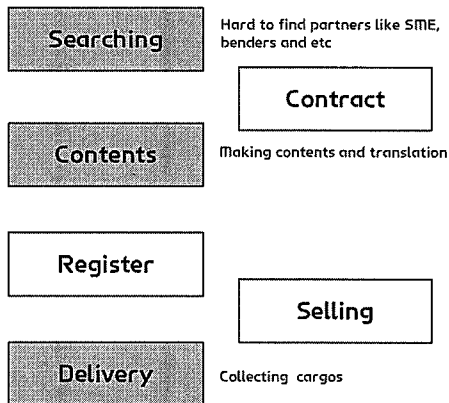 Searching
Hard to find partners like SME,
benders and etc
Contract
Contents
Making contents and translation
Register
Selling
Delivery
Collecting cargos